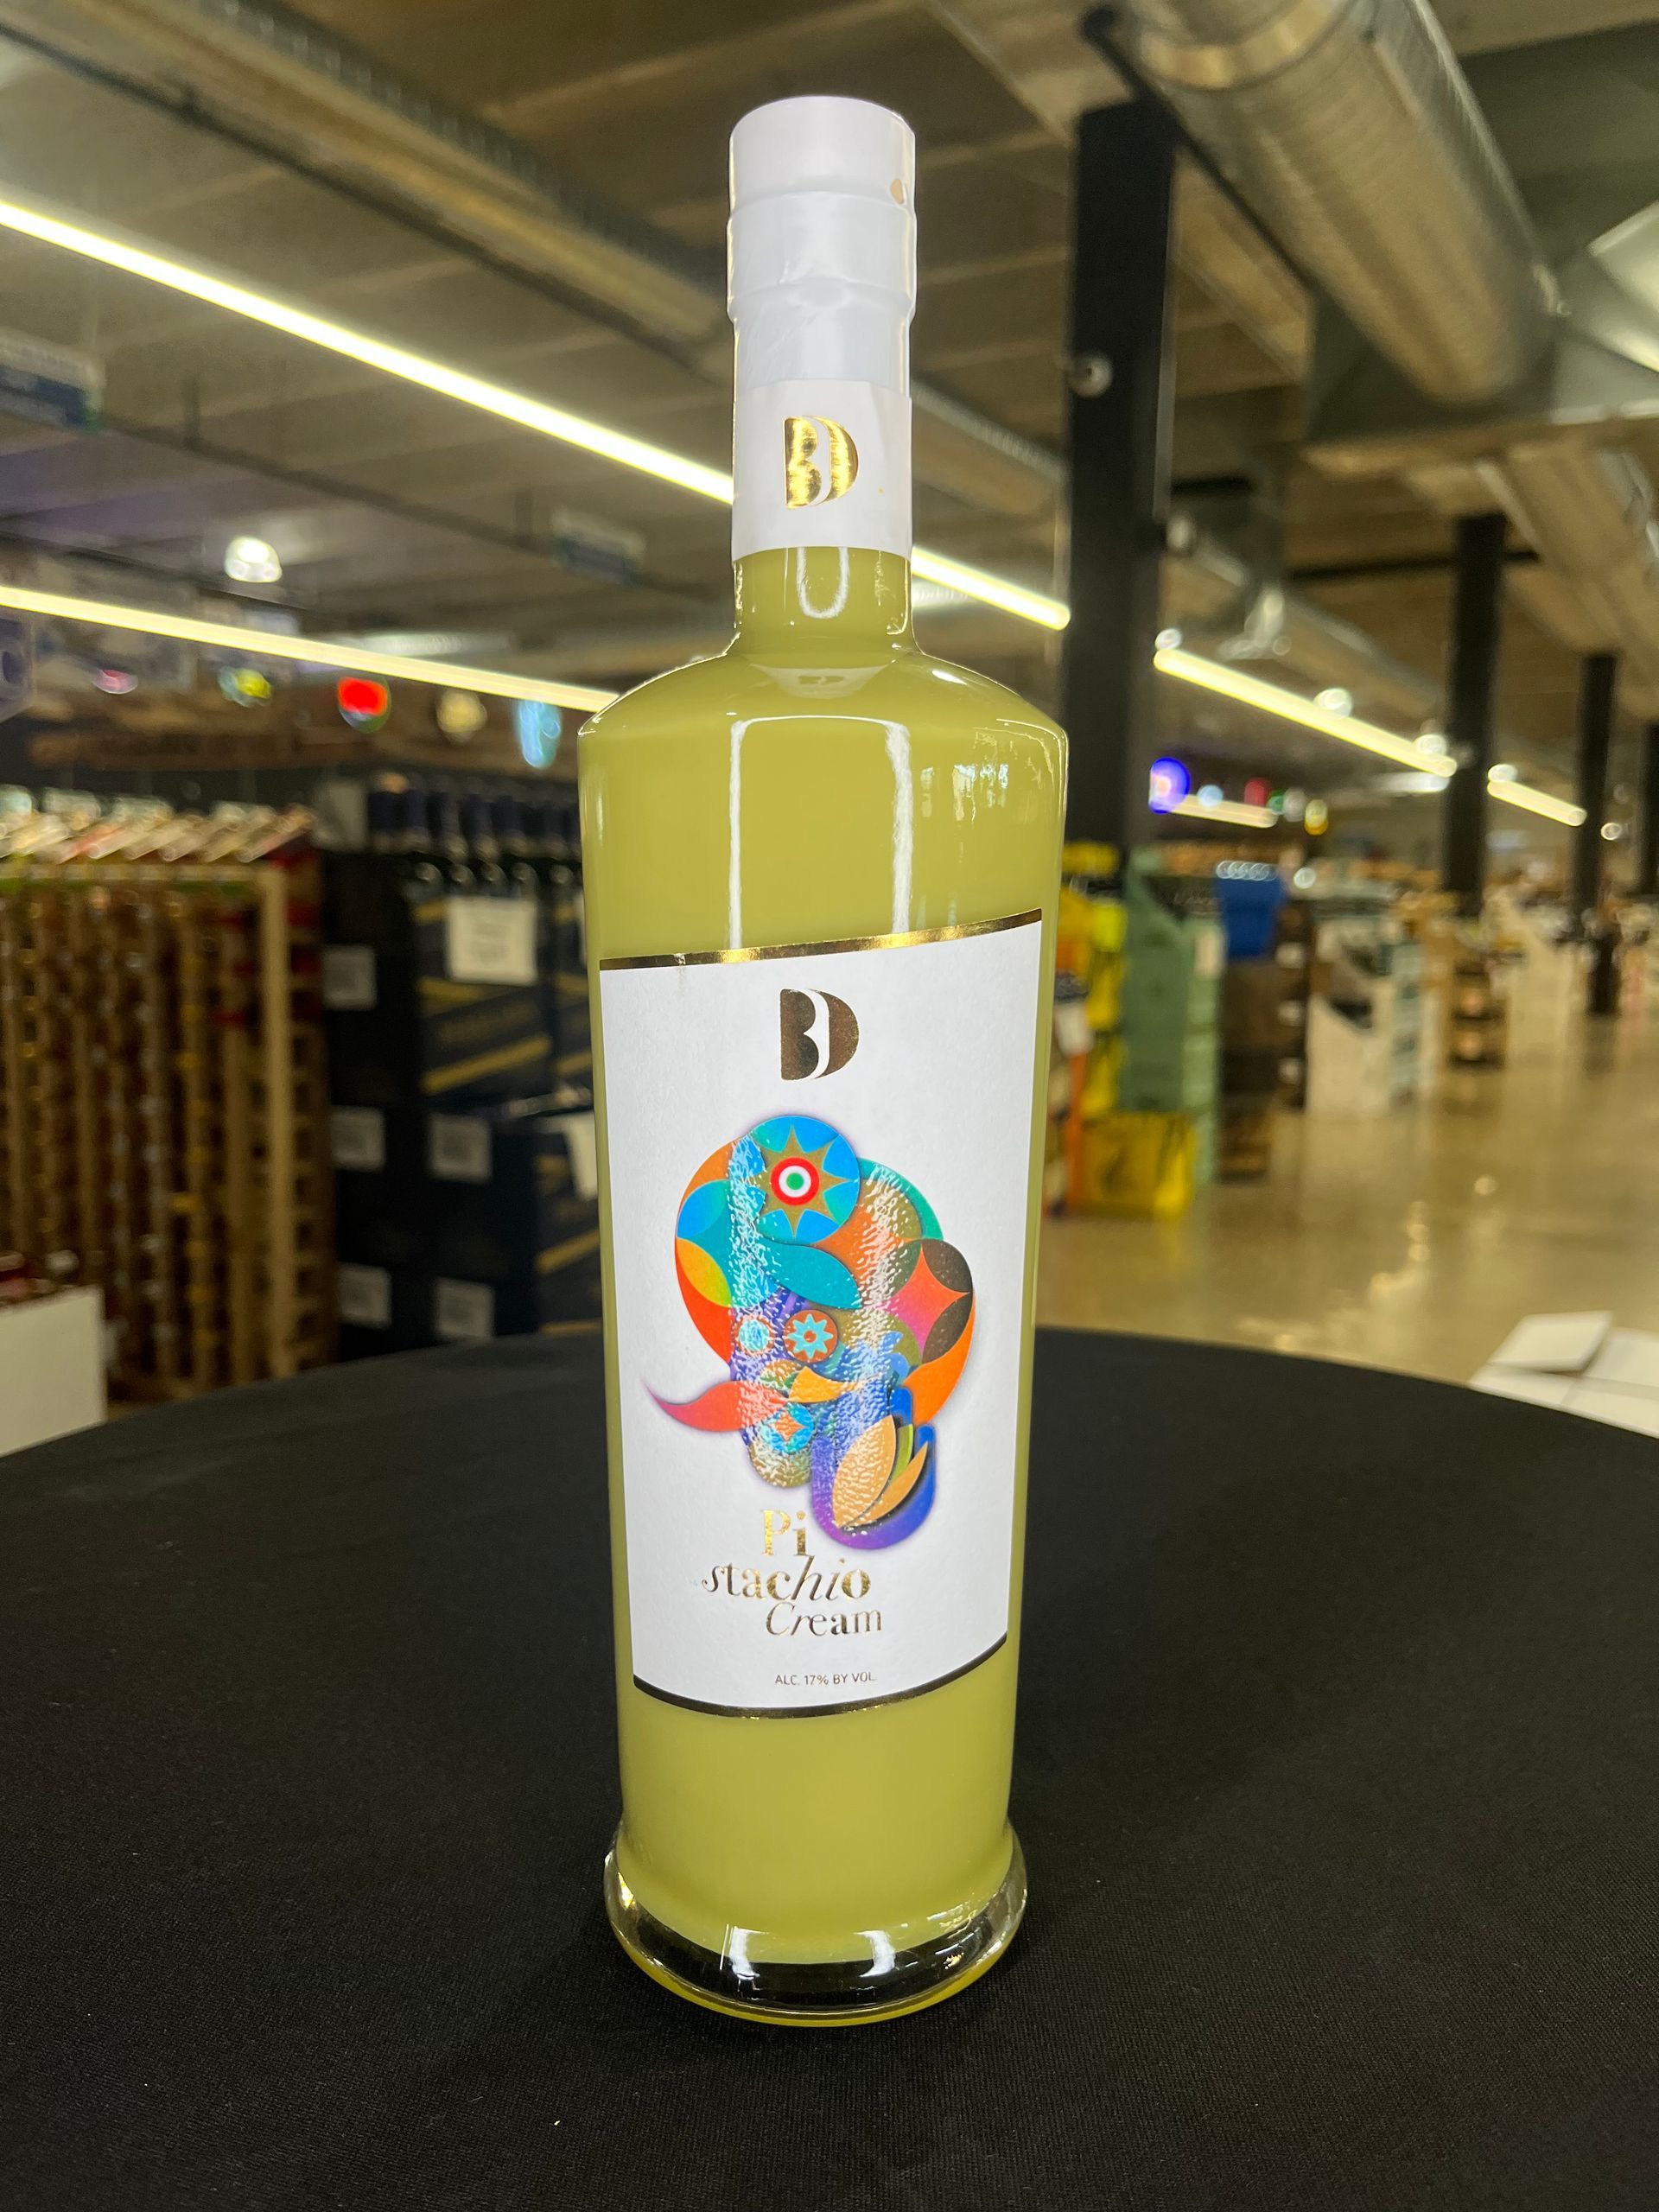 BD
BD
Pi
stachio
Cream
ALC. 17% BY VOL.